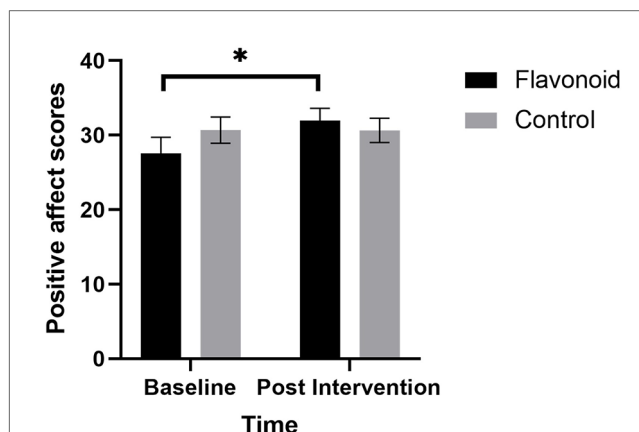 Positive affect scores
40
30
20
10
0
*
Flavonoid
Control
Baseline
Post Intervention
Time